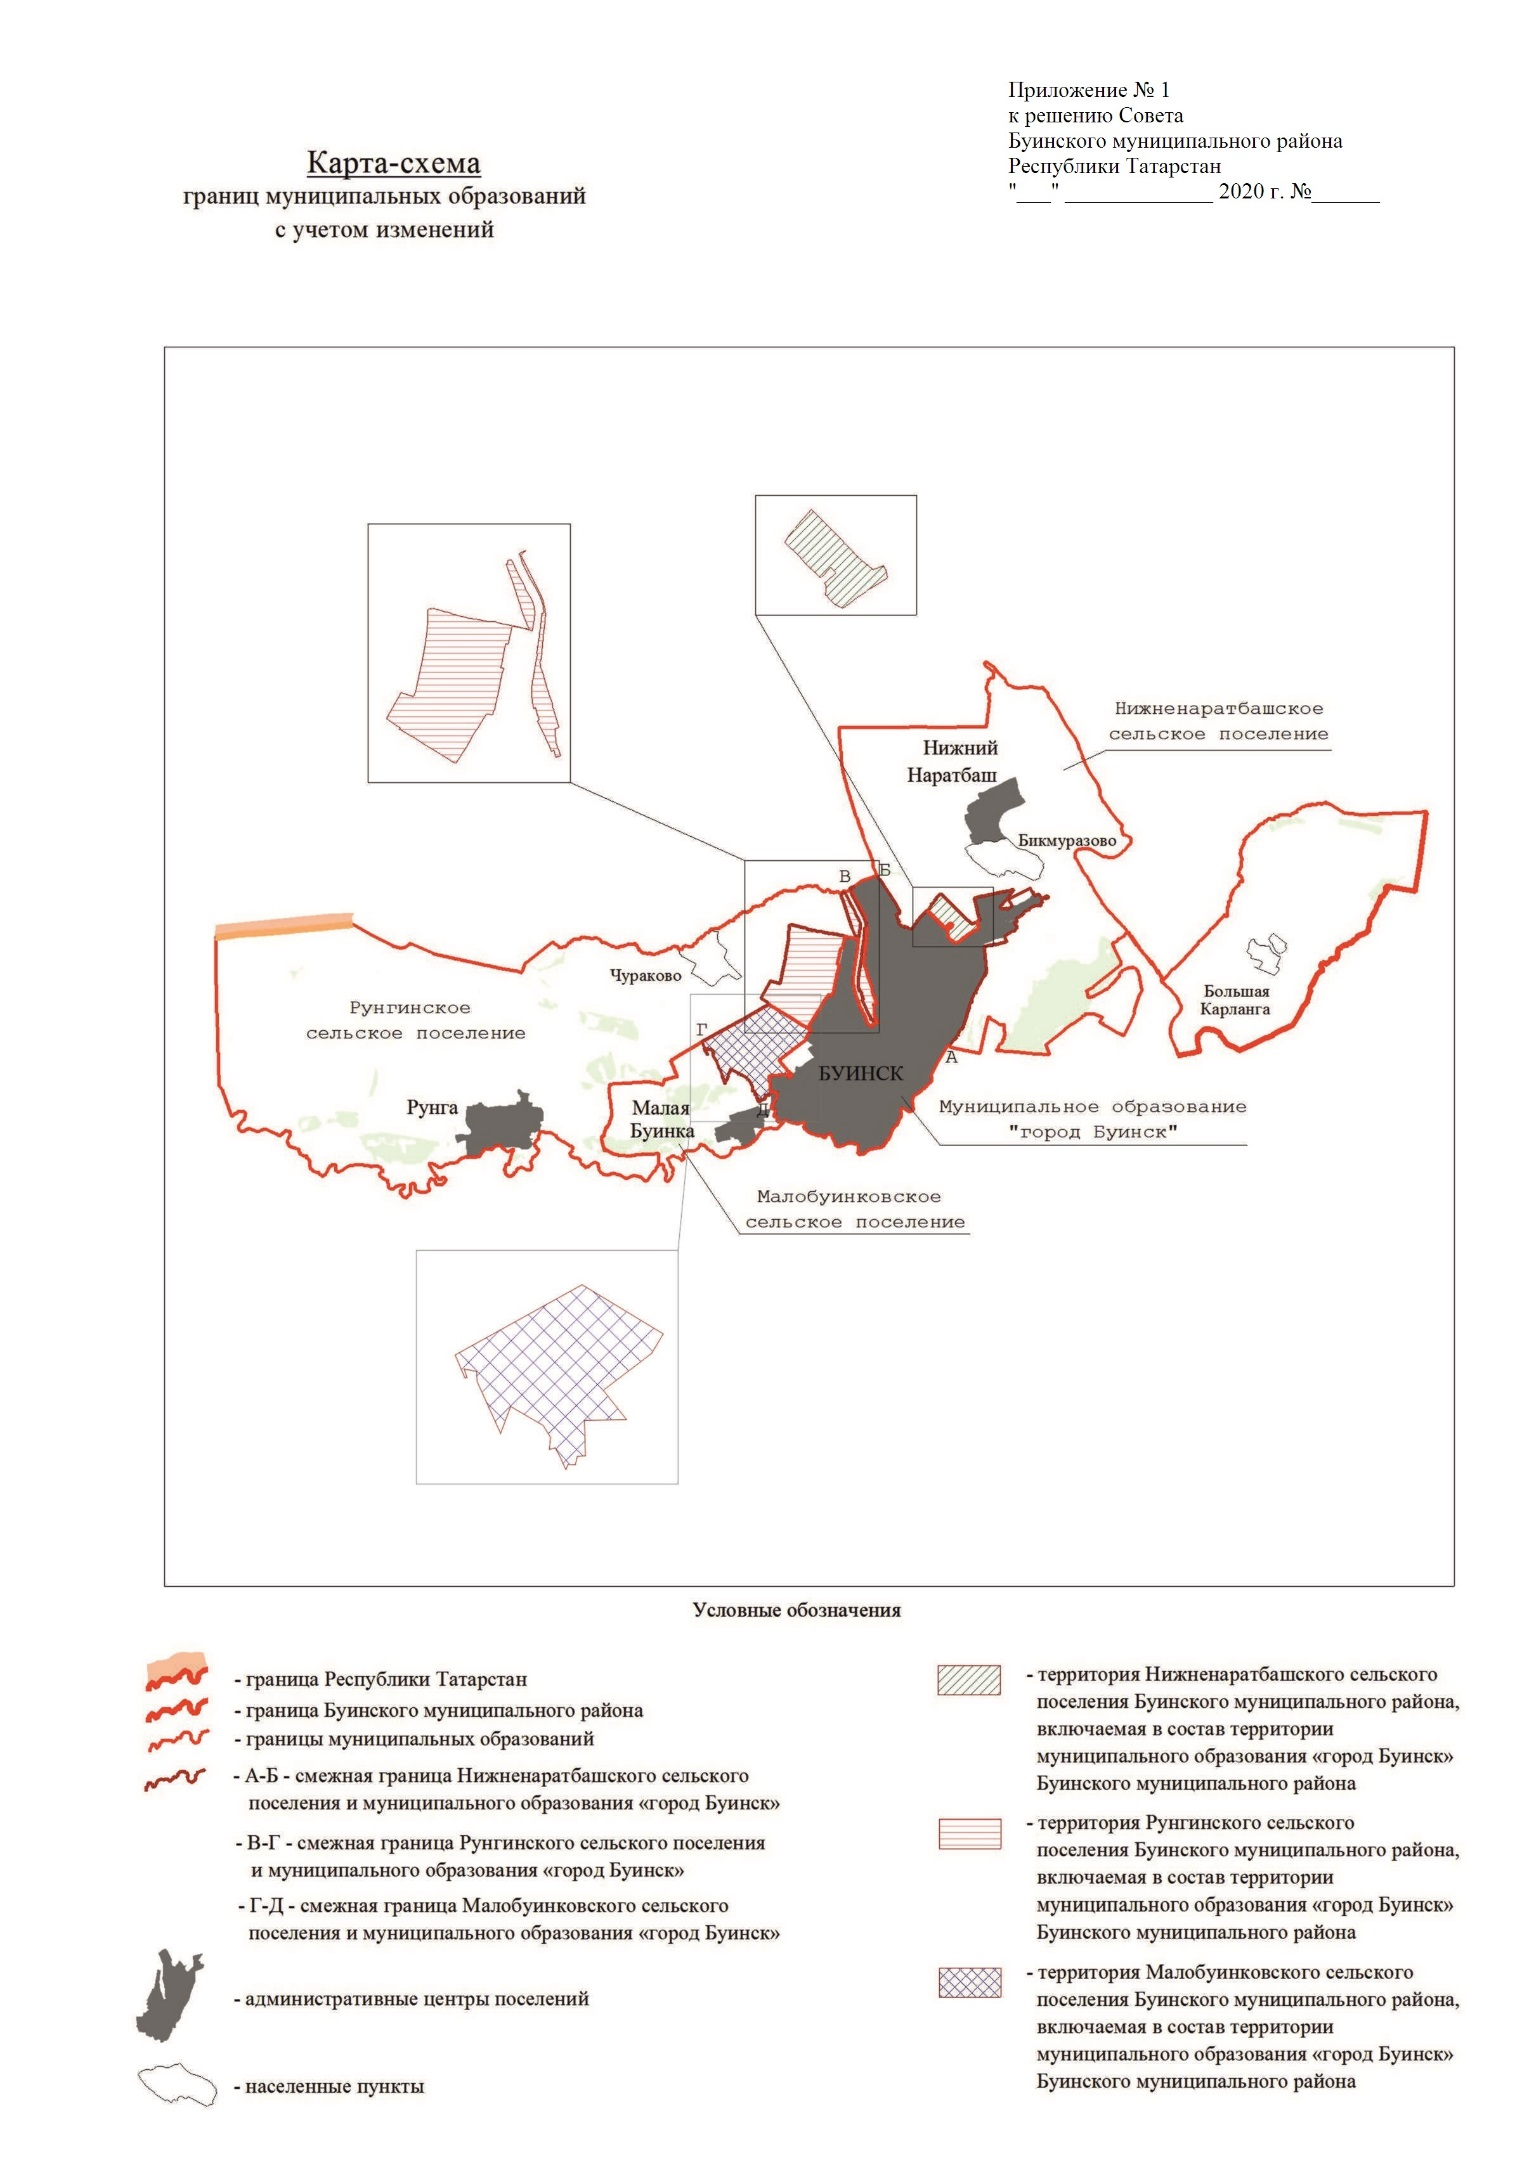 Приложение № 1
к решению Совета
Буинского муниципального района
Республики Татарстан
"___" _____________ 2020 г. №______
Карта-схема
границ муниципальных образований
с учетом изменений
Нижненаратбашское
сельское поселение
Нижний
Наратбаш
Бикмуразово
В
Б
Чураково
Большая
Карланга
Рунгинское
сельское поселение
Г
А
БУИНСК
Рунга
Малая
Буинка
Д
Муниципальное образование
"город Буинск"
Малобуинковское
сельское поселение
Условные обозначения
- граница Республики Татарстан
- граница Буинского муниципального района
- границы муниципальных образований
- А-Б - смежная граница Нижненаратбашского сельского
поселения и муниципального образования «город Буинск»
- В-Г - смежная граница Рунгинского сельского поселения
и муниципального образования «город Буинск»
- Г-Д - смежная граница Малобуинковского сельского
поселения и муниципального образования «город Буинск»
- административные центры поселений
- населенные пункты
- территория Нижненаратбашского сельского
поселения Буинского муниципального района,
включаемая в состав территории
муниципального образования «город Буинск»
Буинского муниципального района
- территория Рунгинского сельского
поселения Буинского муниципального района,
включаемая в состав территории
муниципального образования «город Буинск»
Буинского муниципального района
- территория Малобуинковского сельского
поселения Буинского муниципального района,
включаемая в состав территории
муниципального образования «город Буинск»
Буинского муниципального района